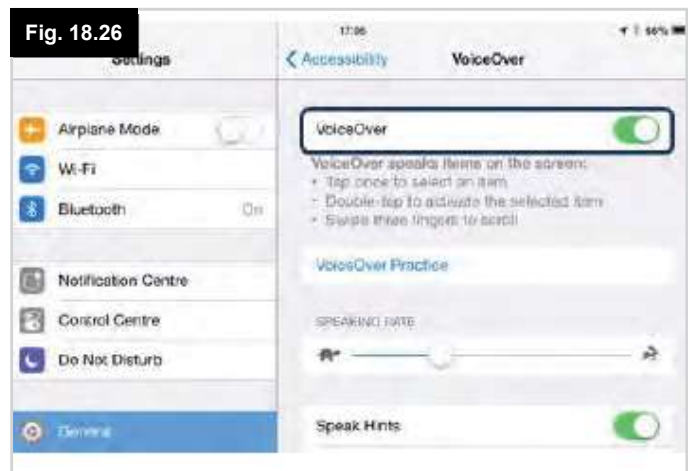 Fig. 18.26
Settings
17:06
66%
Accessibility
VoiceOver
Airplane Mode
Wi-Fi
Bluetooth
On
Notification Centre
Control Centre
Do Not Disturb
General
VoiceOver
VoiceOver speaks items on the screen:
• Tap once to select an item
• Double-tap to activate the selected item
• Swipe three fingers to scroll
VoiceOver Practice
SPEAKING RATE
Speak Hints